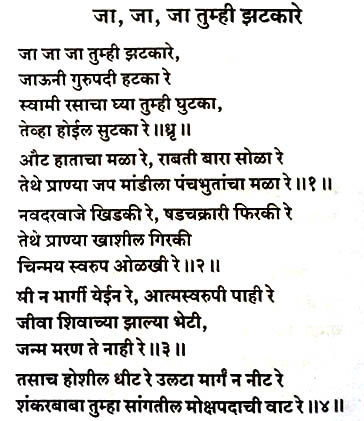 जा, जा, जा तुम्ही झटकारे
जा जा जा तुम्ही झटकारे,
जाऊनी गुरुपदी हटका रे
स्वामी रसाचा घ्या तुम्ही घुटका,
तेव्हा होईल सुटका रे॥धृ॥
औट हाताचा मळा रे, राबती बारा सोळा रे
तेथे प्राण्या जप मांडीला पंचभुतांचा मळा रे॥१॥
नवदरवाजे खिडकी रे, षडचक्रारी फिरकी रे
तेथे प्राण्या खाशील गिरकी
चिन्मय स्वरुप ओळखी रे॥२॥
मी न मार्गी येईन रे, आत्मस्वरुपी पाही रे
जीवा शिवाच्या झाल्या भेटी,
जन्म मरण ते नाही रे॥३॥
तसाच होशील धीट रे उलटा मार्ग न नीट रे
शंकरबाबा तुम्हा सांगतील मोक्षपदाची वाट रे॥४॥